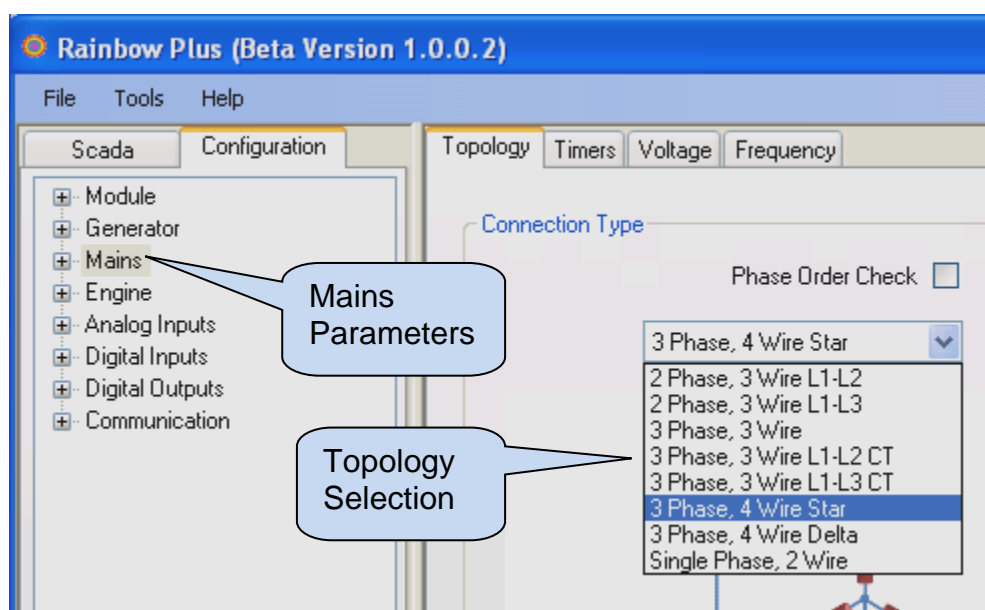 Rainbow Plus (Beta Version 1.0.0.2)
File Tools Help
Scada Configuration
Topology Timers Voltage Frequency
Module
Generator
Mains
Engine
Analog Inputs
Digital Inputs
Digital Outputs
Communication
Mains
Parameters
Connection Type
Phase Order Check
3 Phase, 4 Wire Star
2 Phase, 3 Wire L1-L2
2 Phase, 3 Wire L1-L3
3 Phase, 3 Wire
3 Phase, 3 Wire L1-L2 CT
3 Phase, 3 Wire L1-L3 CT
3 Phase, 4 Wire Star
3 Phase, 4 Wire Delta
Single Phase, 2 Wire
Topology
Selection